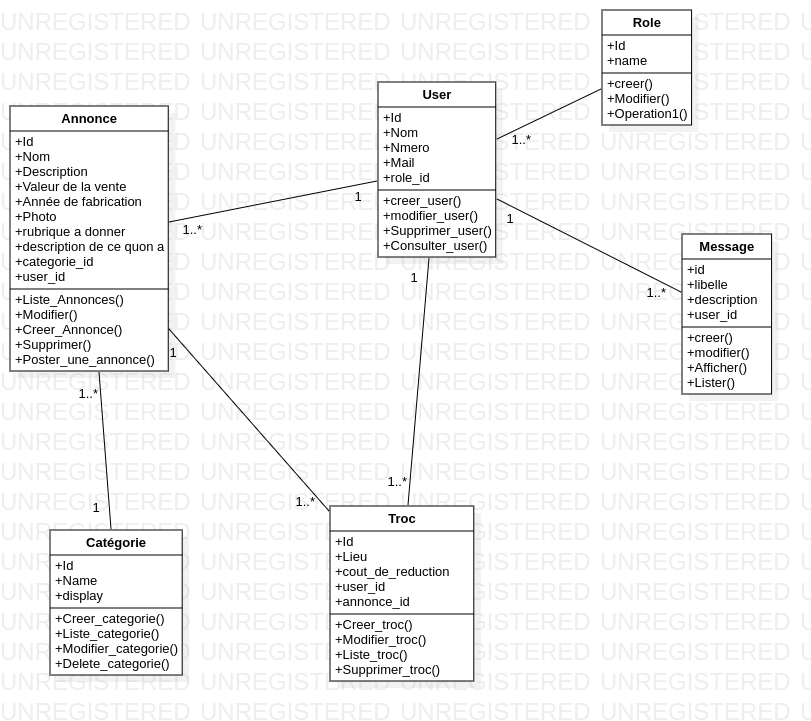 Role
+Id
+name
+creer()
+Modifier()
+Operation1()
User
+Id
+Nom
+Nmero
+Mail
+role_id
+creer_user()
+modifier_user()
+Supprimer_user()
+Consulter_user()
1..*
1
1
1
Annonce
+Id
+Nom
+Description
+Valeur de la vente
+Année de fabrication
+Photo
+rubrique a donner
+description de ce quon a
+categorie_id
+user_id
+Liste_Annonces()
+Modifier()
+Creer_Annonce()
+Supprimer()
+Poster_une_annonce()
1..*
1
1..*
Message
+id
+libelle
+description
+user_id
+creer()
+modifier()
+Afficher()
+Lister()
1..*
1
Catégorie
+Id
+Name
+display
+Creer_categorie()
+Liste_categorie()
+Modifier_categorie()
+Delete_categorie()
1..*
1..*
Troc
+Id
+Lieu
+cout_de_reduction
+user_id
+annonce_id
+Creer_troc()
+Modifier_troc()
+Liste_troc()
+Supprimer_troc()
UNREGISTERED UNREGISTERED UNREGISTERED UNREGISTERED